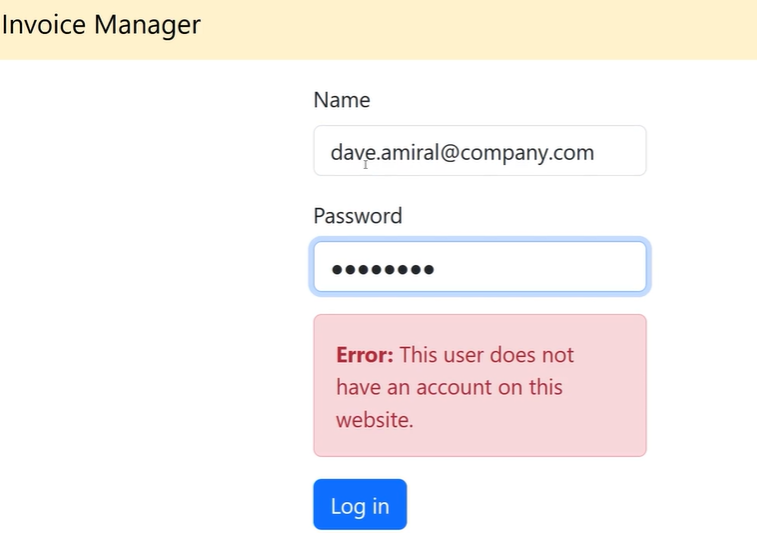 Invoice Manager
Name
dave.amiral@company.com
Password
●●●●●●●●
Error: This user does not
have an account on this
website.
Log in